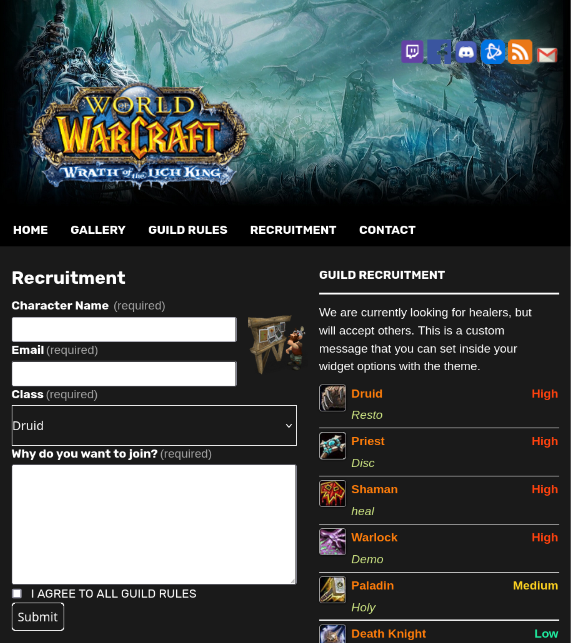 WORLD
WARCRAFT
WRATH of the LICH KING
HOME GALLERY GUILD RULES RECRUITMENT CONTACT
Recruitment
Character Name (required)
Email (required)
Class (required)
Druid
Why do you want to join? (required)
I AGREE TO ALL GUILD RULES
Submit
GUILD RECRUITMENT
We are currently looking for healers, but
will accept others. This is a custom
message that you can set inside your
widget options with the theme.
Druid High
Resto
Priest High
Disc
Shaman High
heal
Warlock High
Demo
Paladin Medium
Holy
Death Knight Low